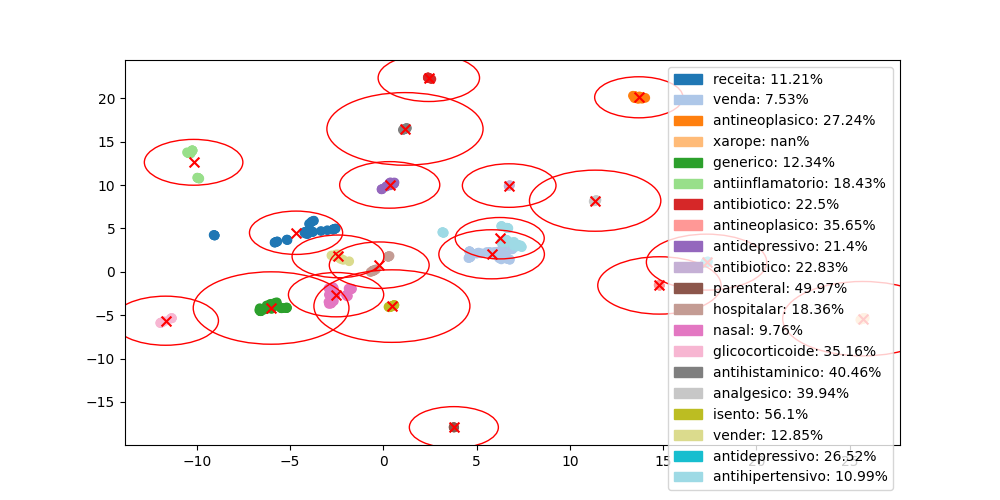 20
15
10
5
0
−5
−10
−15
−10
−5
0
5
10
15
20
25
receita: 11.21%
venda: 7.53%
antineoplasico: 27.24%
xarope: nan%
generico: 12.34%
antiinflamatorio: 18.43%
antibiotico: 22.5%
antineoplasico: 35.65%
antidepressivo: 21.4%
antibiotico: 22.83%
parenteral: 49.97%
hospitalar: 18.36%
nasal: 9.76%
glicocorticoide: 35.16%
antihistaminico: 40.46%
analgesico: 39.94%
isento: 56.1%
vender: 12.85%
antidepressivo: 26.52%
antihipertensivo: 10.99%